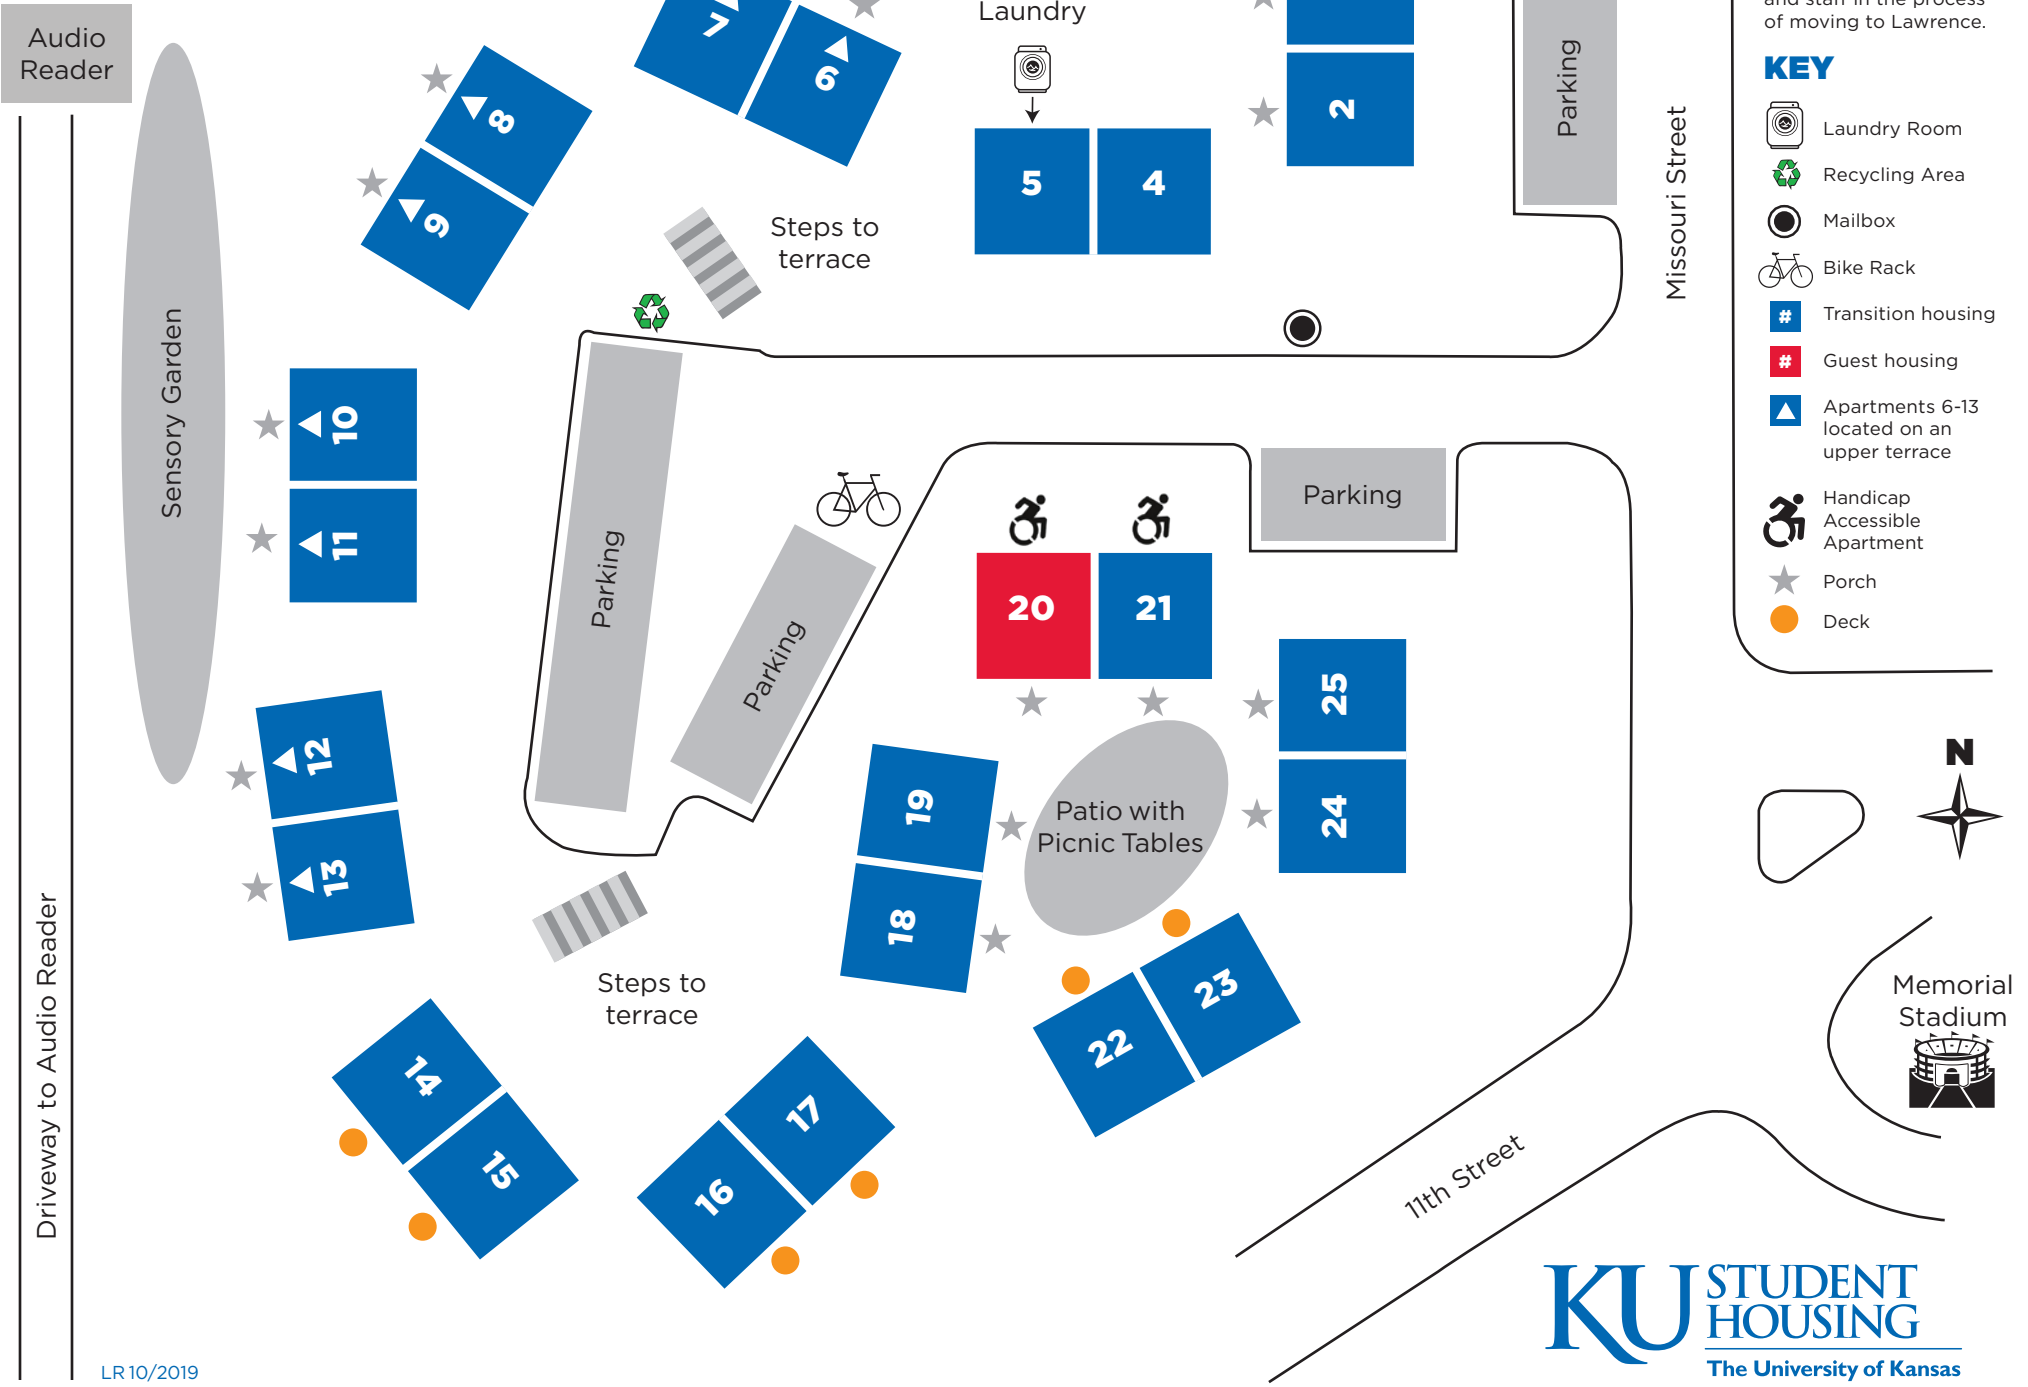 and staff in the process
of moving to Lawrence.
KEY
Laundry Room
Recycling Area
Mailbox
Bike Rack
# Transition housing
# Guest housing
Apartments 6-13
located on an
upper terrace
Handicap
Accessible
Apartment
Porch
Deck
Audio
Reader
Laundry
7
6
8
9
5
4
2
Parking
Missouri Street
Steps to
terrace
Sensory Garden
10
11
Parking
Parking
Parking
20
21
25
24
12
13
19
18
Patio with
Picnic Tables
N
Driveway to Audio Reader
Steps to
terrace
22
23
14
15
16
17
Memorial
Stadium
11th Street
KU STUDENT
HOUSING
The University of Kansas
LR 10/2019